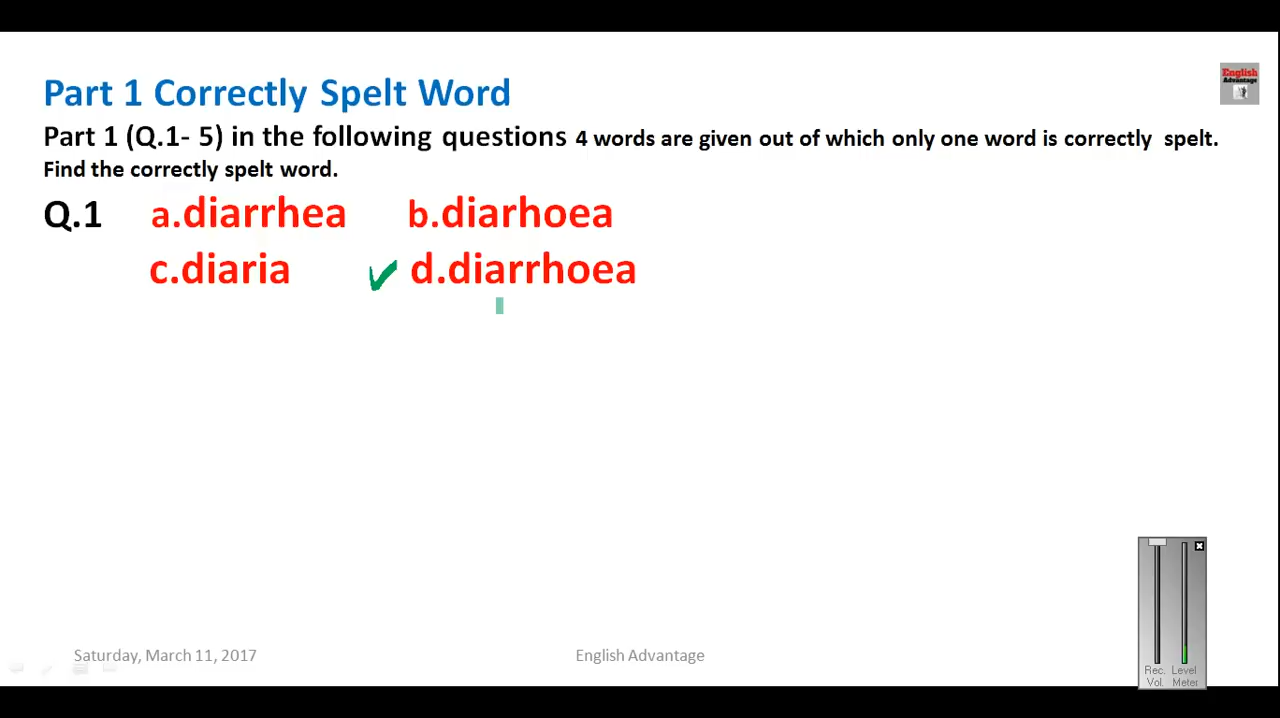 Part 1 Correctly Spelt Word
English
Advantage
Part 1 (Q.1- 5) in the following questions 4 words are given out of which only one word is correctly spelt.
Find the correctly spelt word.
Q.1 a.diarrhea b.diarhoea
c.diaria d.diarrhoea
Saturday, March 11, 2017 English Advantage
Rec. Level
Vol. Meter